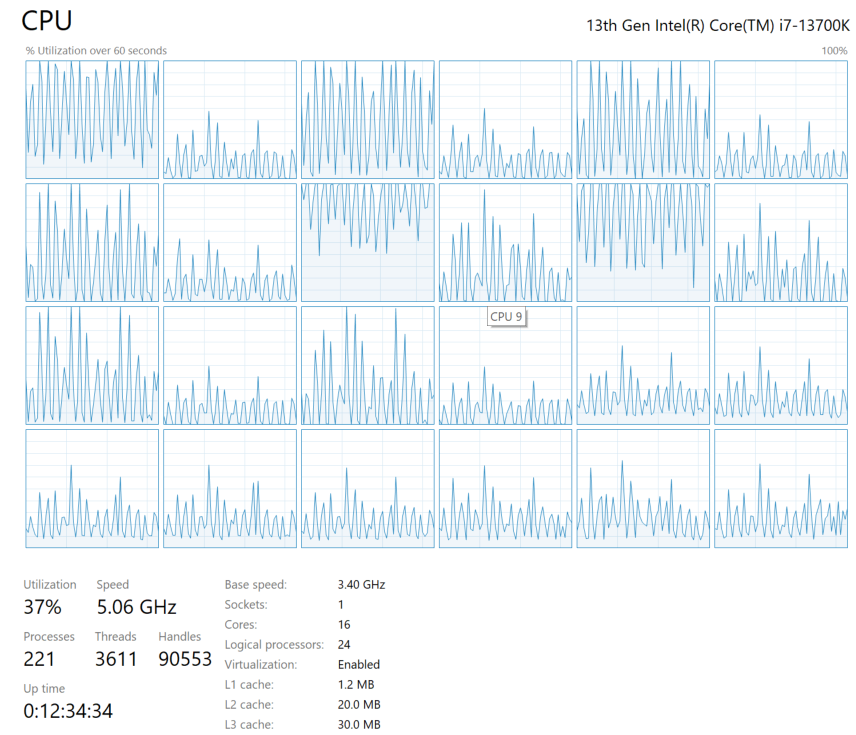 CPU
13th Gen Intel(R) Core(TM) i7-13700K
% Utilization over 60 seconds
100%
CPU 9
Utilization
Speed
37%
5.06 GHz
Processes
Threads
Handles
221
3611
90553
Up time
0:12:34:34
Base speed: 3.40 GHz
Sockets: 1
Cores: 16
Logical processors: 24
Virtualization: Enabled
L1 cache: 1.2 MB
L2 cache: 20.0 MB
L3 cache: 30.0 MB